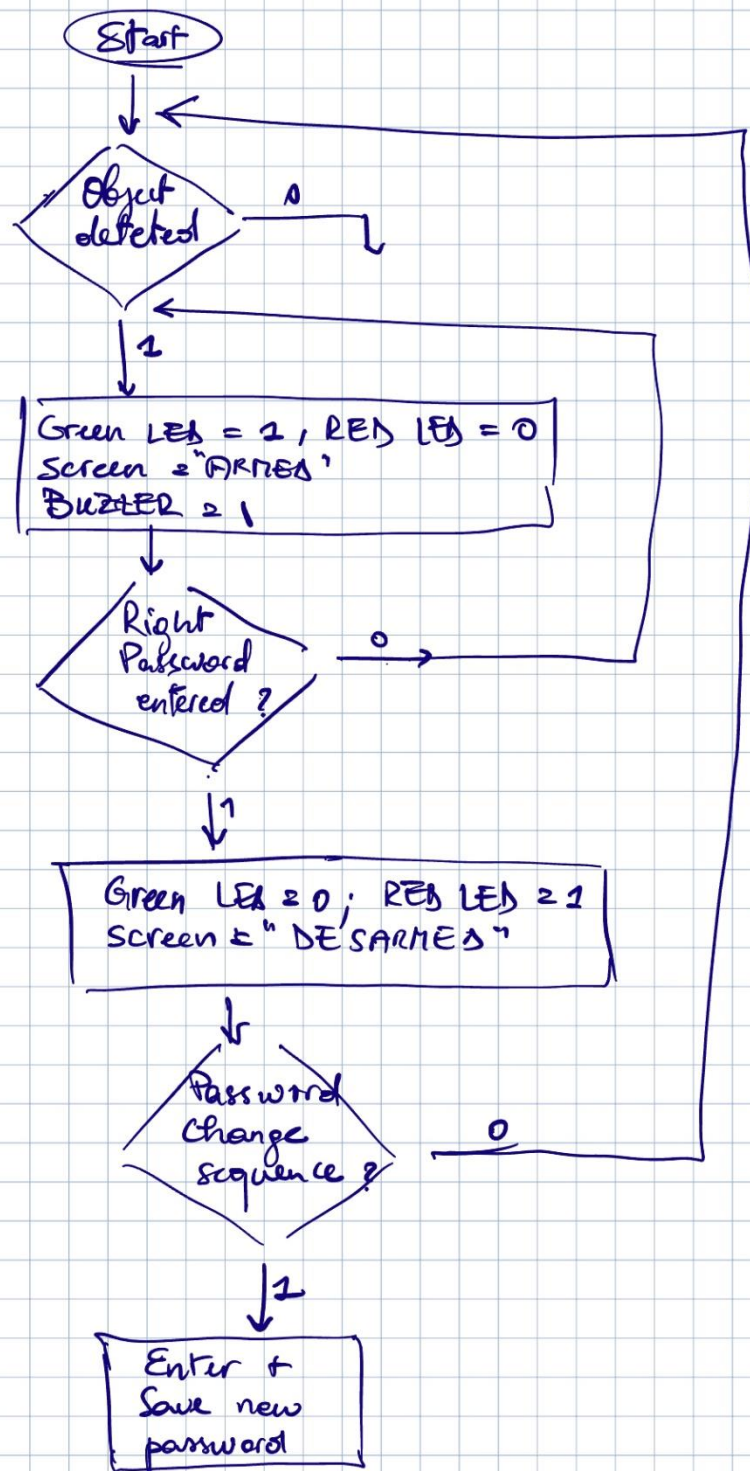 Start
Object
deteted
0
1
Green LED = 1, RED LED = 0
Screen = "ARMED"
BUZZER = 1
Right
Password
entered ?
0
1
Green LED = 0; RED LED = 1
Screen = "DESARMED"
Password
Change
sequence ?
0
1
Enter +
Save new
password